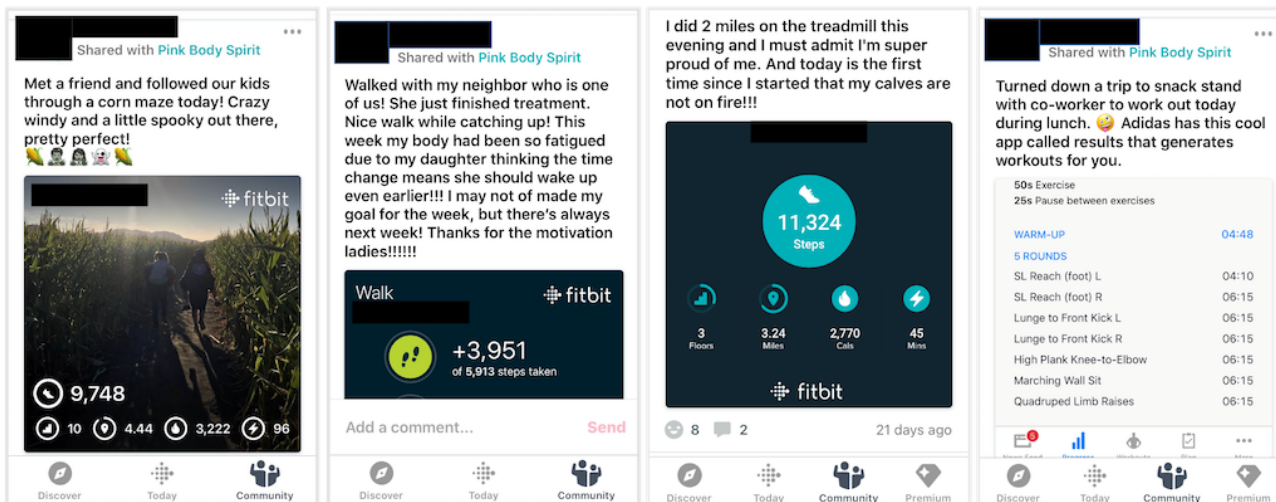 Shared with Pink Body Spirit
Met a friend and followed our kids
through a corn maze today! Crazy
windy and a little spooky out there,
pretty perfect!
🌽🧟‍♂️🧟‍♀️👻🌽
fitbit
9,748
10 4.44 3,222 96
Discover Today Community
Shared with Pink Body Spirit
Walked with my neighbor who is one
of us! She just finished treatment.
Nice walk while catching up! This
week my body had been so fatigued
due to my daughter thinking the time
change means she should wake up
even earlier!!! I may not of made my
goal for the week, but there's always
next week! Thanks for the motivation
ladies!!!!!!
Walk
fitbit
+3,951
of 5,913 steps taken
Add a comment... Send
Discover Today Community
I did 2 miles on the treadmill this
evening and I must admit I'm super
proud of me. And today is the first
time since I started that my calves are
not on fire!!!
11,324
Steps
3 3.24 2,770 45
Floors Miles Cals Mins
fitbit
8 2 21 days ago
Discover Today Community Premium
Shared with Pink Body Spirit
Turned down a trip to snack stand
with co-worker to work out today
during lunch. 🤪 Adidas has this cool
app called results that generates
workouts for you.
50s Exercise
25s Pause between exercises
WARM-UP 04:48
5 ROUNDS
SL Reach (foot) L 04:10
SL Reach (foot) R 06:15
Lunge to Front Kick L 06:15
Lunge to Front Kick R 06:15
High Plank Knee-to-Elbow 06:15
Marching Wall Sit 06:15
Quadruped Limb Raises 06:15
5
Discover Today Community Premium